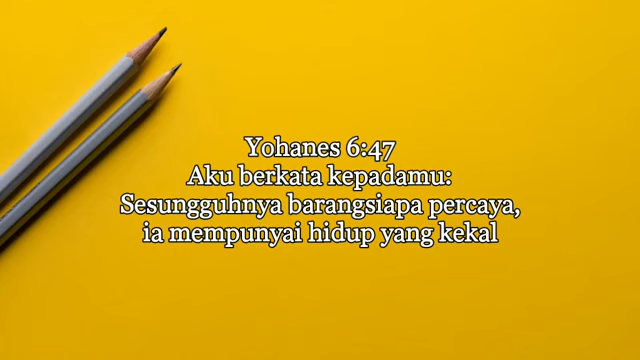 Yohanes 6:47
Aku berkata kepadamu:
Sesungguhnya barangsiapa percaya,
ia mempunyai hidup yang kekal